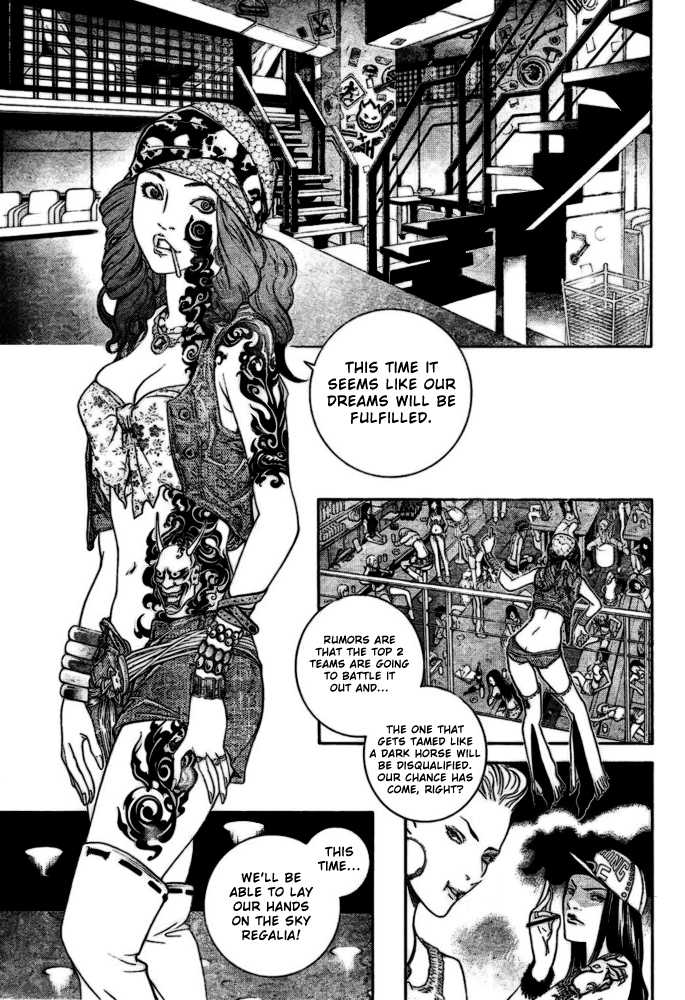 THIS TIME IT
SEEMS LIKE OUR
DREAMS WILL BE
FULFILLED.
RUMORS ARE
THAT THE TOP 2
TEAMS ARE GOING
TO BATTLE IT
OUT AND...
THE ONE THAT
GETS TAMED LIKE
A DARK HORSE WILL
BE DISQUALIFIED.
OUR CHANCE HAS
COME, RIGHT?
THIS
TIME...
WE'LL BE
ABLE TO LAY
OUR HANDS
ON THE SKY
REGALIA!